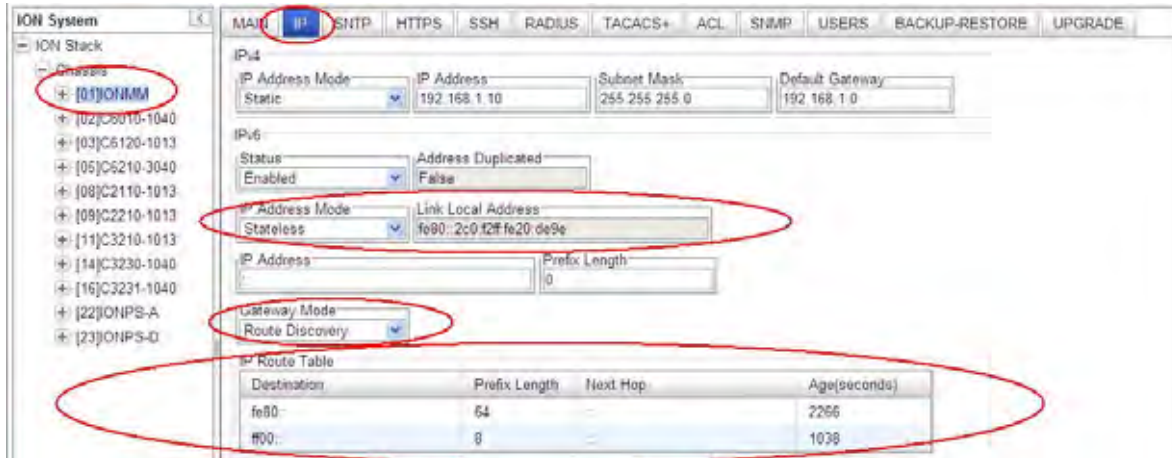 ION System
MAIN IP SNTP HTTPS SSH RADIUS TACACS+ ACL SNMP USERS BACKUP-RESTORE UPGRADE
ION Stack
Chassis
[01]IONMM
[02]C6010-1040
[03]C6120-1013
[05]C6210-3040
[08]C2110-1013
[09]C2210-1013
[11]C3210-1013
[14]C3230-1040
[16]C3231-1040
[22]IONPS-A
[23]IONPS-D
IPv4
IP Address Mode IP Address Subnet Mask Default Gateway
Static 192.168.1.10 255.255.255.0 192.168.1.0
IPv6
Status Address Duplicated
Enabled False
IP Address Mode Link Local Address
Stateless fe80::2c0:f2ff:fe20:de9e
IP Address Prefix Length
:: 0
Gateway Mode
Route Discovery
IP Route Table
Destination Prefix Length Next Hop Age(seconds)
fe80:: 64 :: 2266
ff00:: 8 :: 1038